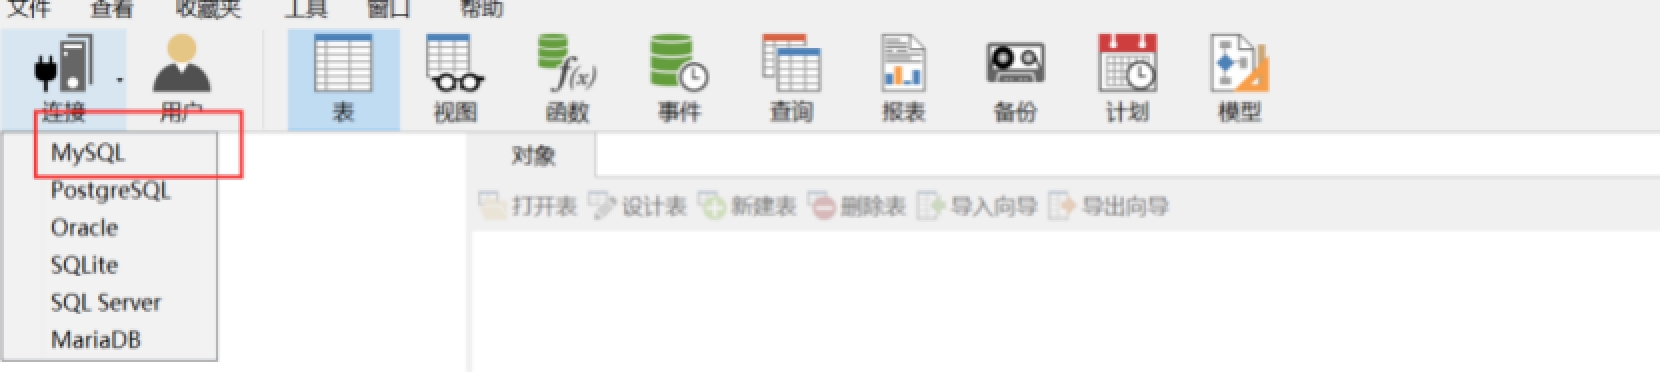 文件 查看 收藏夹 工具 窗口 帮助
连接 用户 表 视图 f(x) 函数 事件 查询 报表 备份 计划 模型
MySQL
PostgreSQL
Oracle
SQLite
SQL Server
MariaDB
对象
打开表 设计表 新建表 删除表 导入向导 导出向导